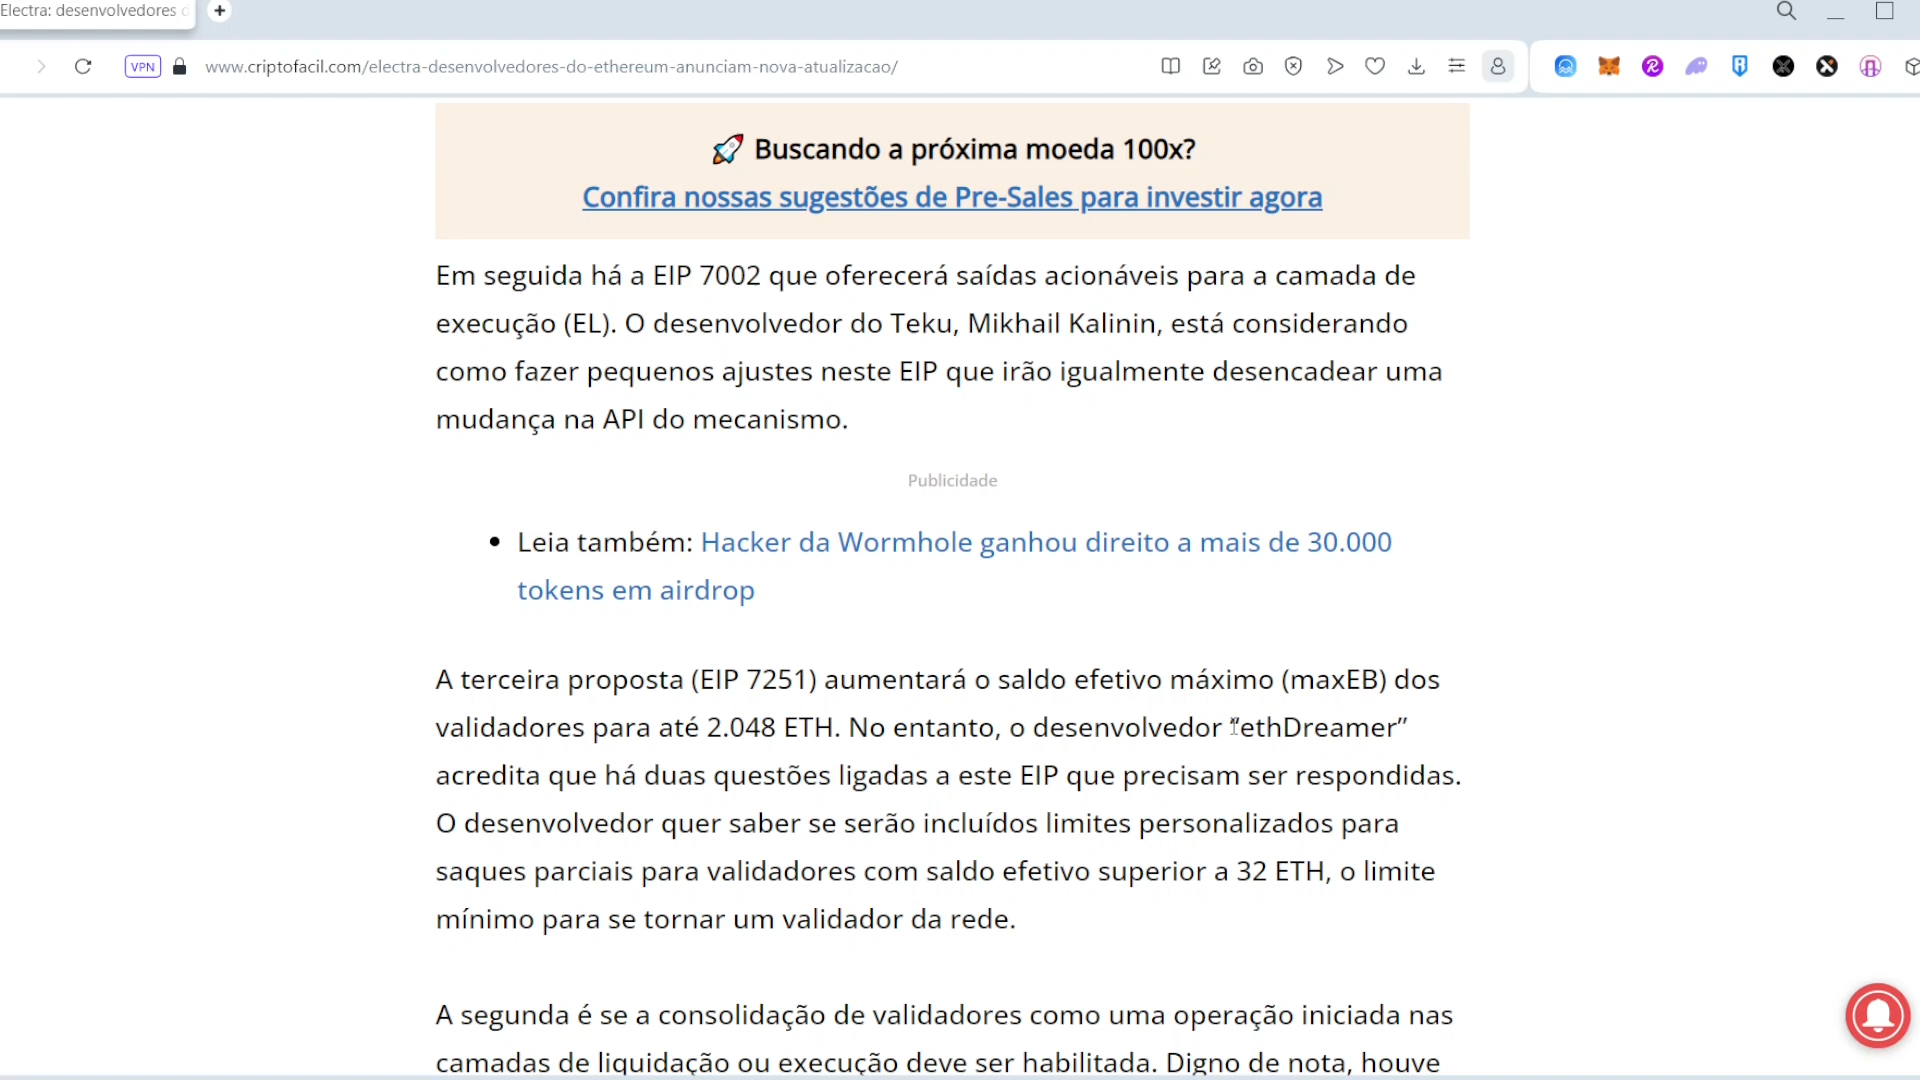 Electra: desenvolvedores d
VPN
www.criptofacil.com/electra-desenvolvedores-do-ethereum-anunciam-nova-atualizacao/
🚀 Buscando a próxima moeda 100x?
Confira nossas sugestões de Pre-Sales para investir agora
Em seguida há a EIP 7002 que oferecerá saídas acionáveis para a camada de
execução (EL). O desenvolvedor do Teku, Mikhail Kalinin, está considerando
como fazer pequenos ajustes neste EIP que irão igualmente desencadear uma
mudança na API do mecanismo.
Publicidade
• Leia também: Hacker da Wormhole ganhou direito a mais de 30.000
tokens em airdrop
A terceira proposta (EIP 7251) aumentará o saldo efetivo máximo (maxEB) dos
validadores para até 2.048 ETH. No entanto, o desenvolvedor “ethDreamer”
acredita que há duas questões ligadas a este EIP que precisam ser respondidas.
O desenvolvedor quer saber se serão incluídos limites personalizados para
saques parciais para validadores com saldo efetivo superior a 32 ETH, o limite
mínimo para se tornar um validador da rede.
A segunda é se a consolidação de validadores como uma operação iniciada nas
camadas de liquidação ou execução deve ser habilitada. Digno de nota, houve